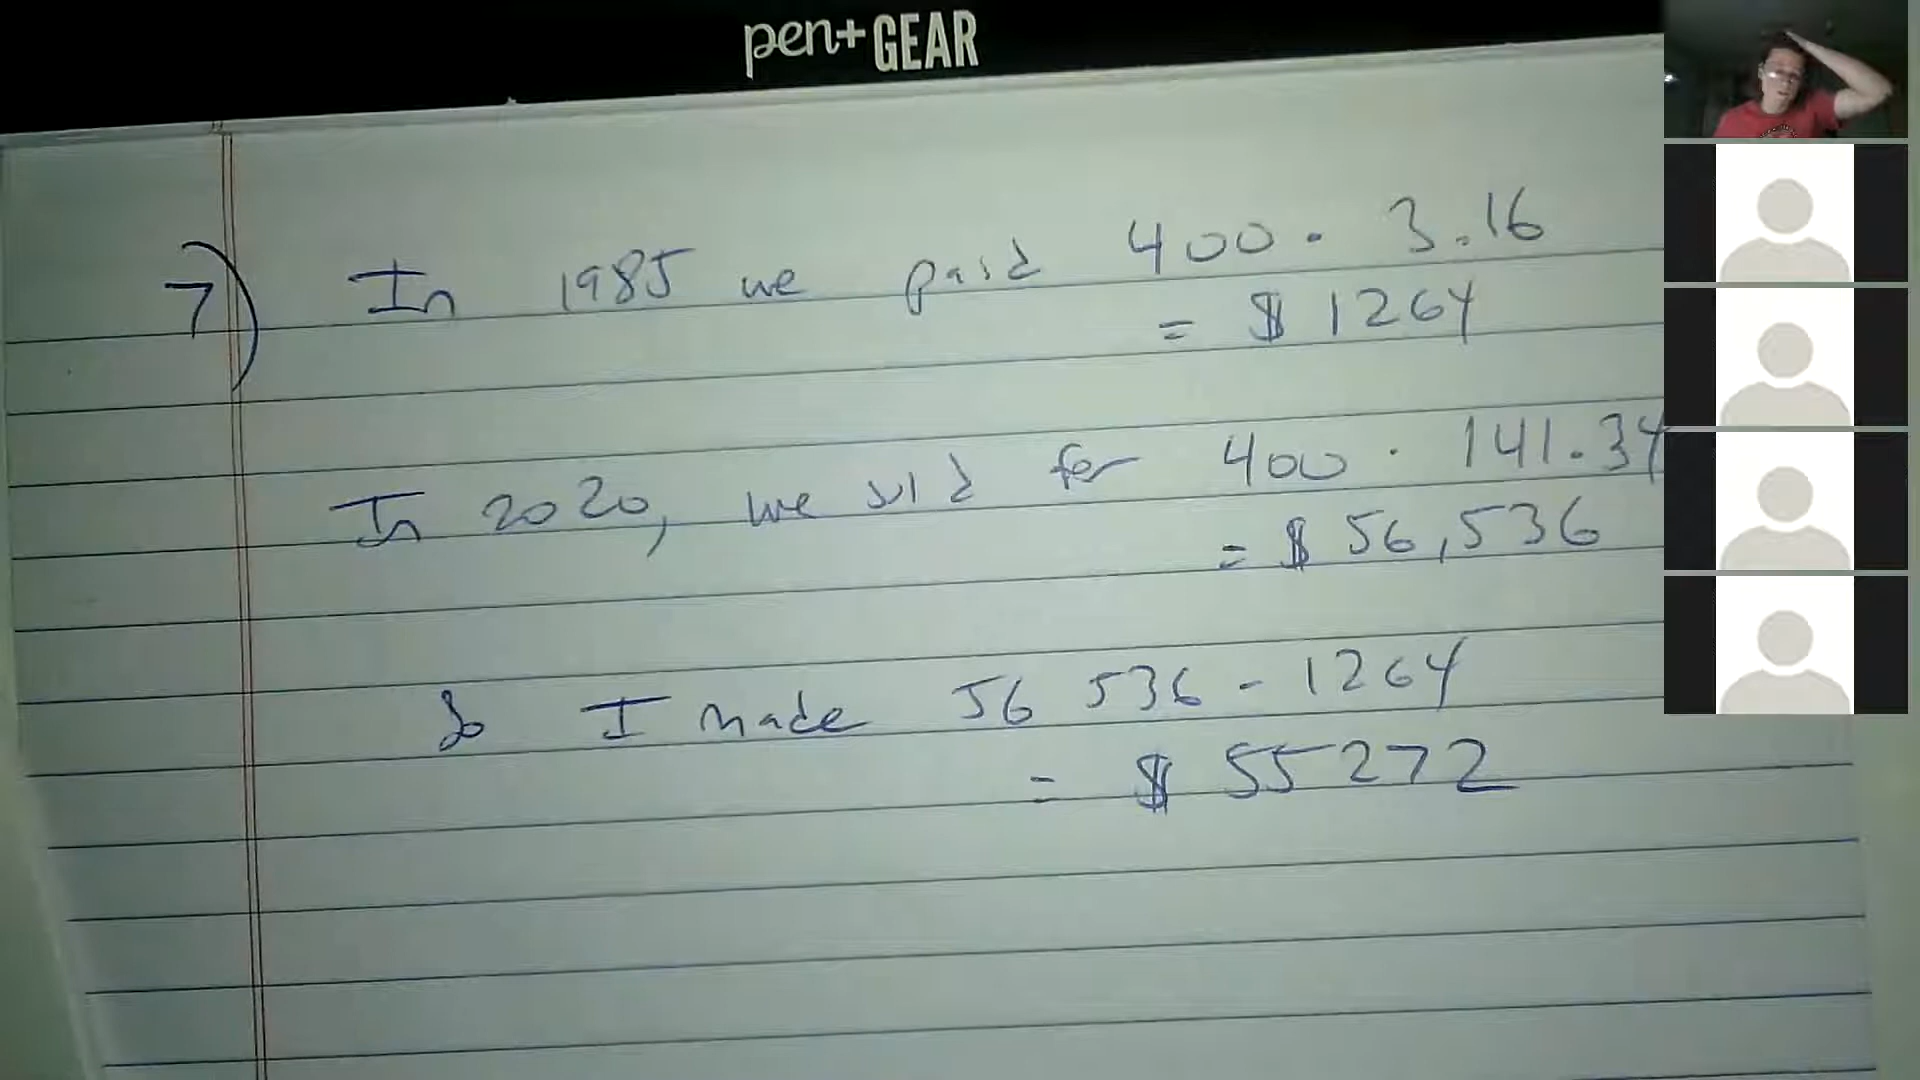 pen+GEAR
7) In 1985 we paid 400 · 3.16
= $ 1264
In 2020, we sold for 400 · 141.34
= $ 56,536
So I made 56 536 - 1264
= $ 55272